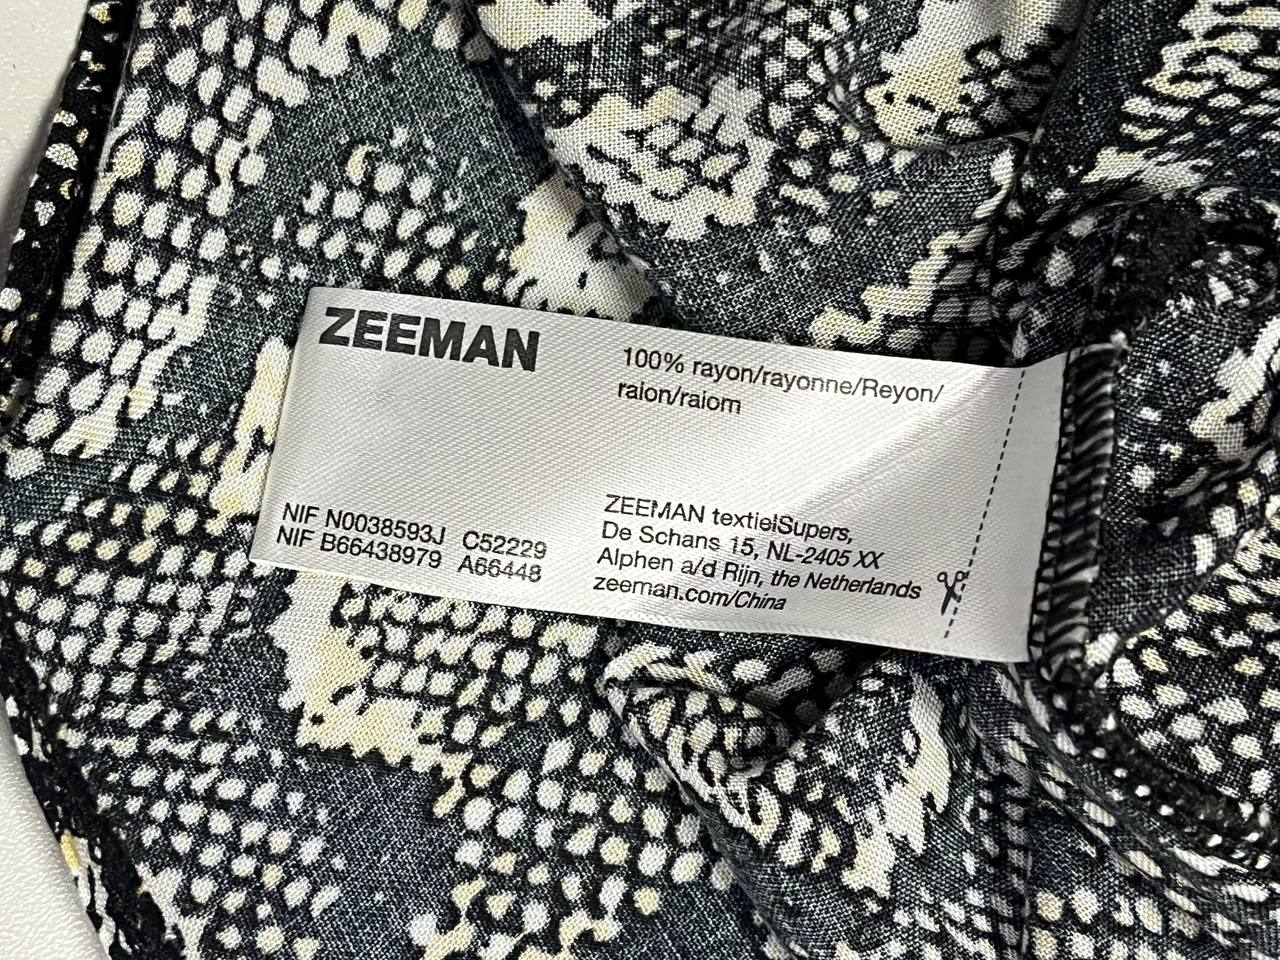 ZEEMAN
100% rayon/rayonne/Reyon/
raion/raiom
NIF N0038593J C52229
NIF B66438979 A66448
ZEEMAN textielSupers,
De Schans 15, NL-2405 XX
Alphen a/d Rijn, the Netherlands
zeeman.com/China